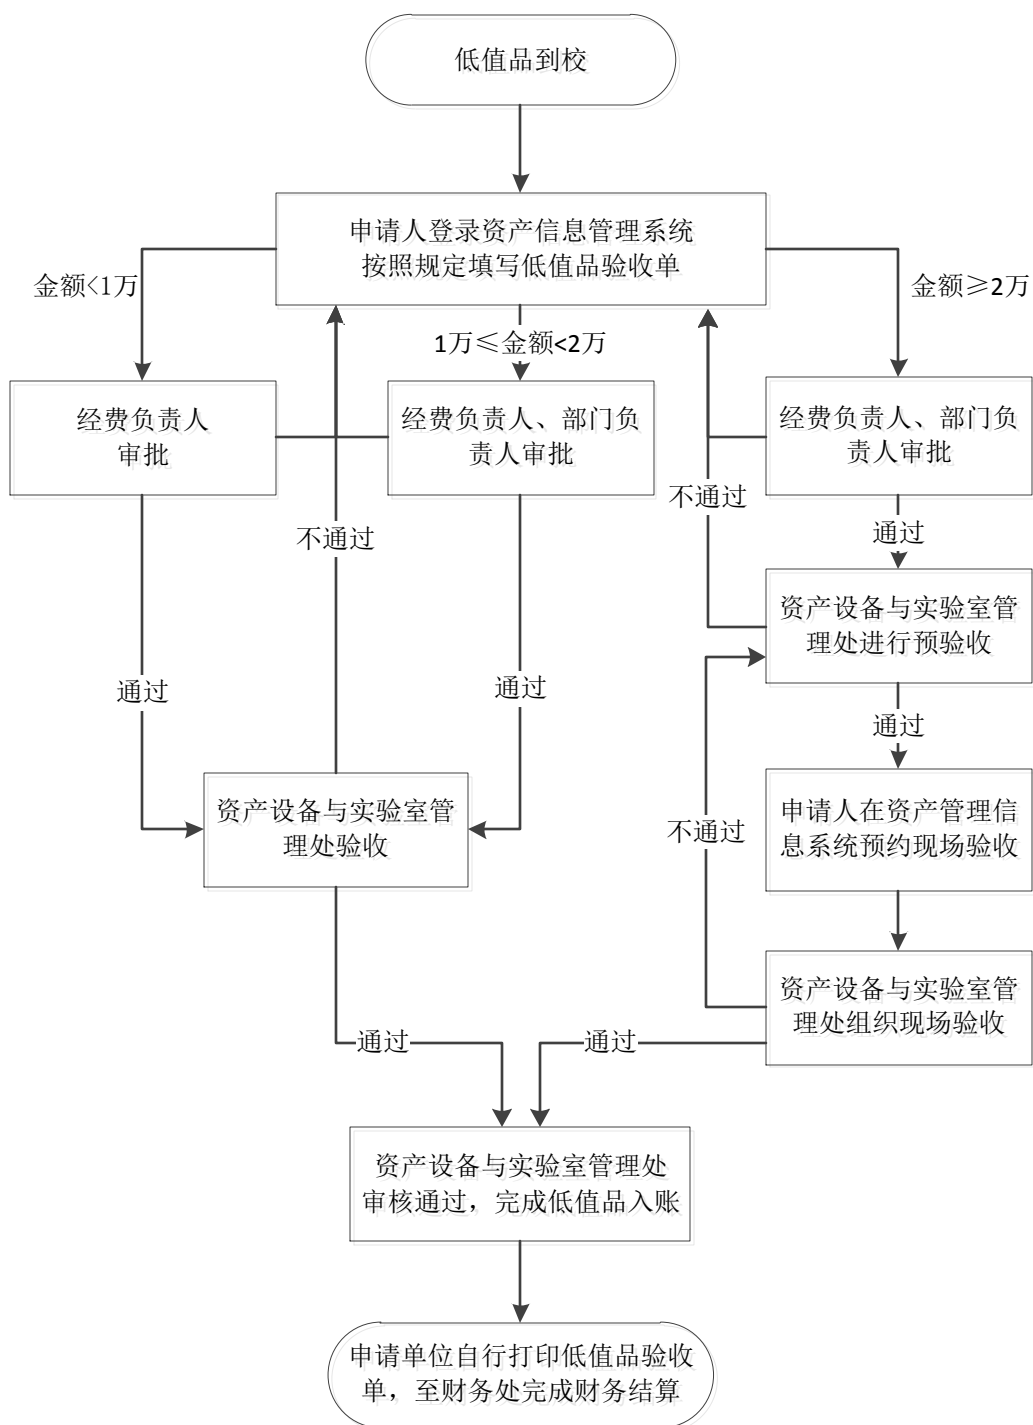 低值品到校
申请人登录资产信息管理系统
按照规定填写低值品验收单
金额<1万
1万≤金额<2万
金额≥2万
经费负责人
审批
经费负责人、部门负
责人审批
经费负责人、部门负
责人审批
不通过
不通过
通过
资产设备与实验室管
理处进行预验收
通过
通过
通过
资产设备与实验室管
理处验收
不通过
申请人在资产管理信
息系统预约现场验收
资产设备与实验室管
理处组织现场验收
通过
通过
资产设备与实验室管理处
审核通过，完成低值品入账
申请单位自行打印低值品验收
单，至财务处完成财务结算